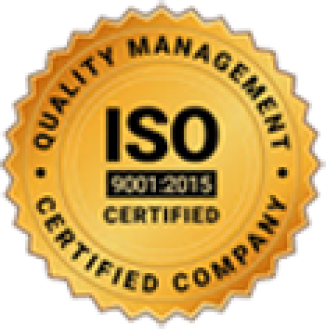 QUALITY MANAGEMENT
ISO
9001:2015
CERTIFIED
CERTIFIED COMPANY